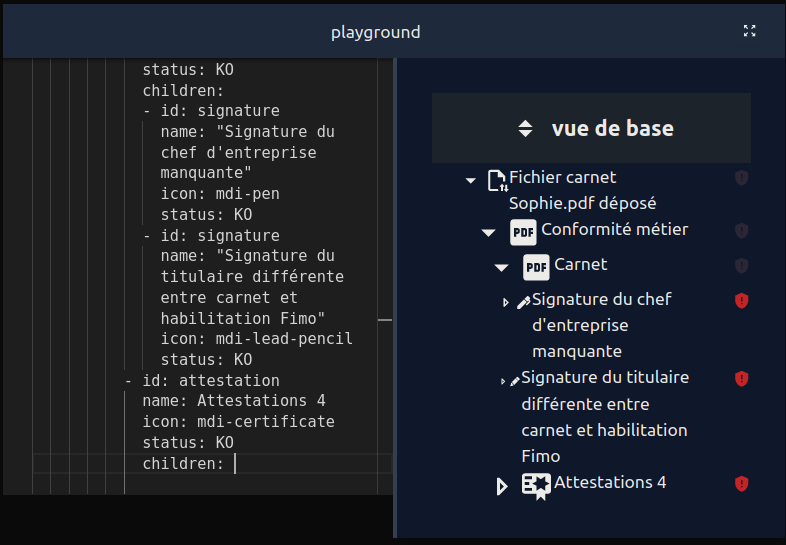 playground
status: KO
children:
- id: signature
name: "Signature du
chef d'entreprise
manquante"
icon: mdi-pen
status: KO
- id: signature
name: "Signature du
titulaire différente
entre carnet et
habilitation Fimo"
icon: mdi-lead-pencil
status: KO
- id: attestation
name: Attestations 4
icon: mdi-certificate
status: KO
children:
vue de base
Fichier carnet
Sophie.pdf déposé
PDF Conformité métier
PDF Carnet
Signature du chef
d'entreprise
manquante
Signature du titulaire
différente entre
carnet et habilitation
Fimo
Attestations 4